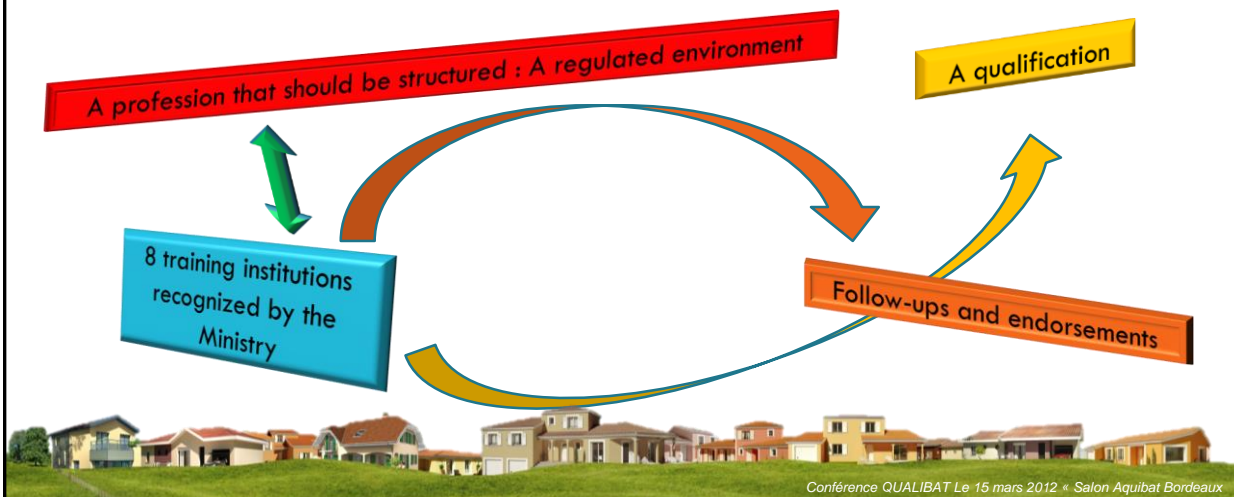 A profession that should be structured : A regulated environment
A qualification
8 training institutions
recognized by the
Ministry
Follow-ups and endorsements
Conférence QUALIBAT Le 15 mars 2012 « Salon Aquibat Bordeaux